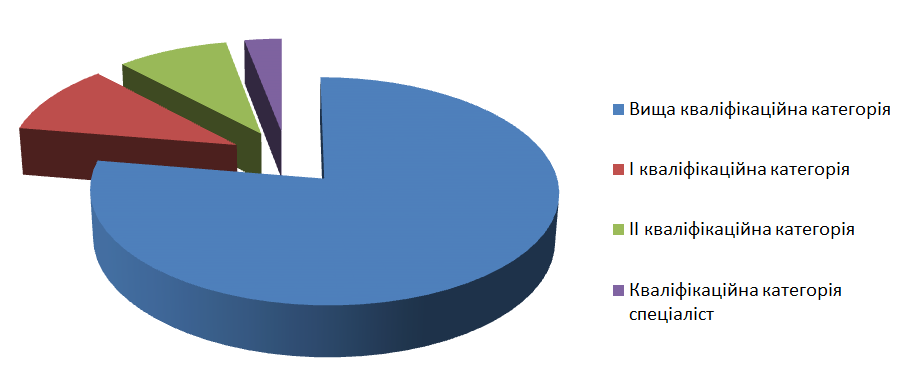 Вища кваліфікаційна категорія
І кваліфікаційна категорія
ІІ кваліфікаційна категорія
Кваліфікаційна категорія
спеціаліст